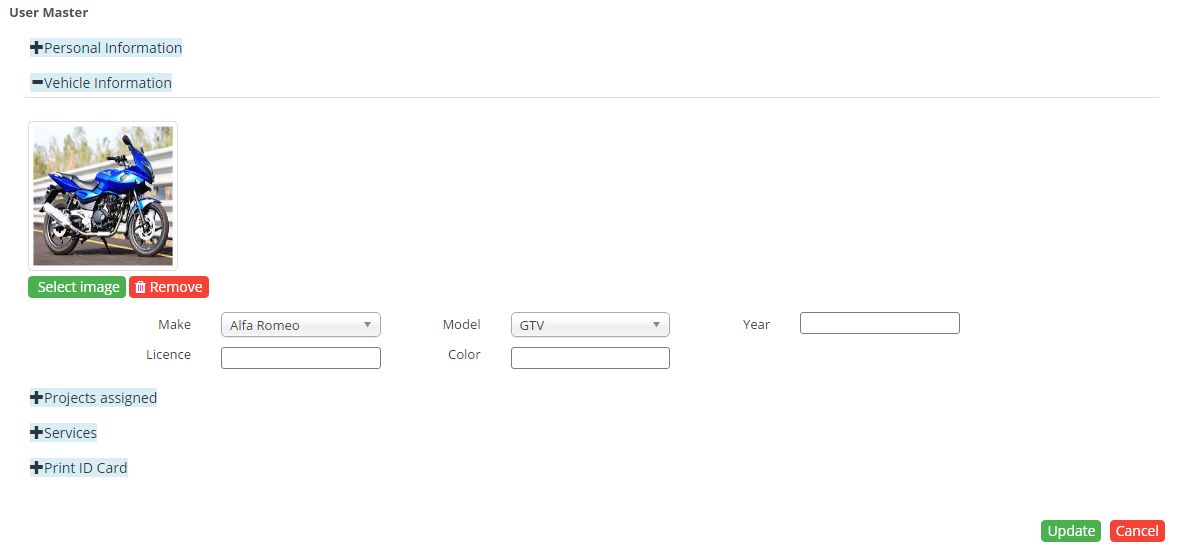 User Master
Personal Information
Vehicle Information
Select image Remove
Make Alfa Romeo Model GTV Year
Licence Color
Projects assigned
Services
Print ID Card
Update Cancel